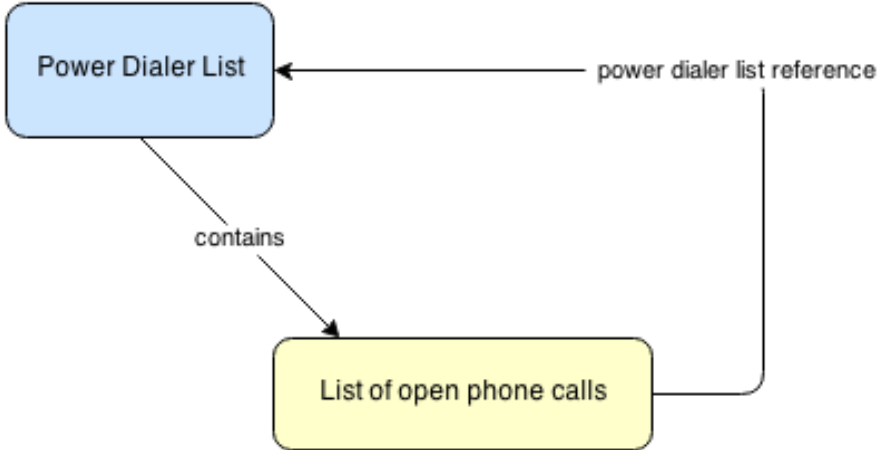 Power Dialer List
power dialer list reference
contains
List of open phone calls